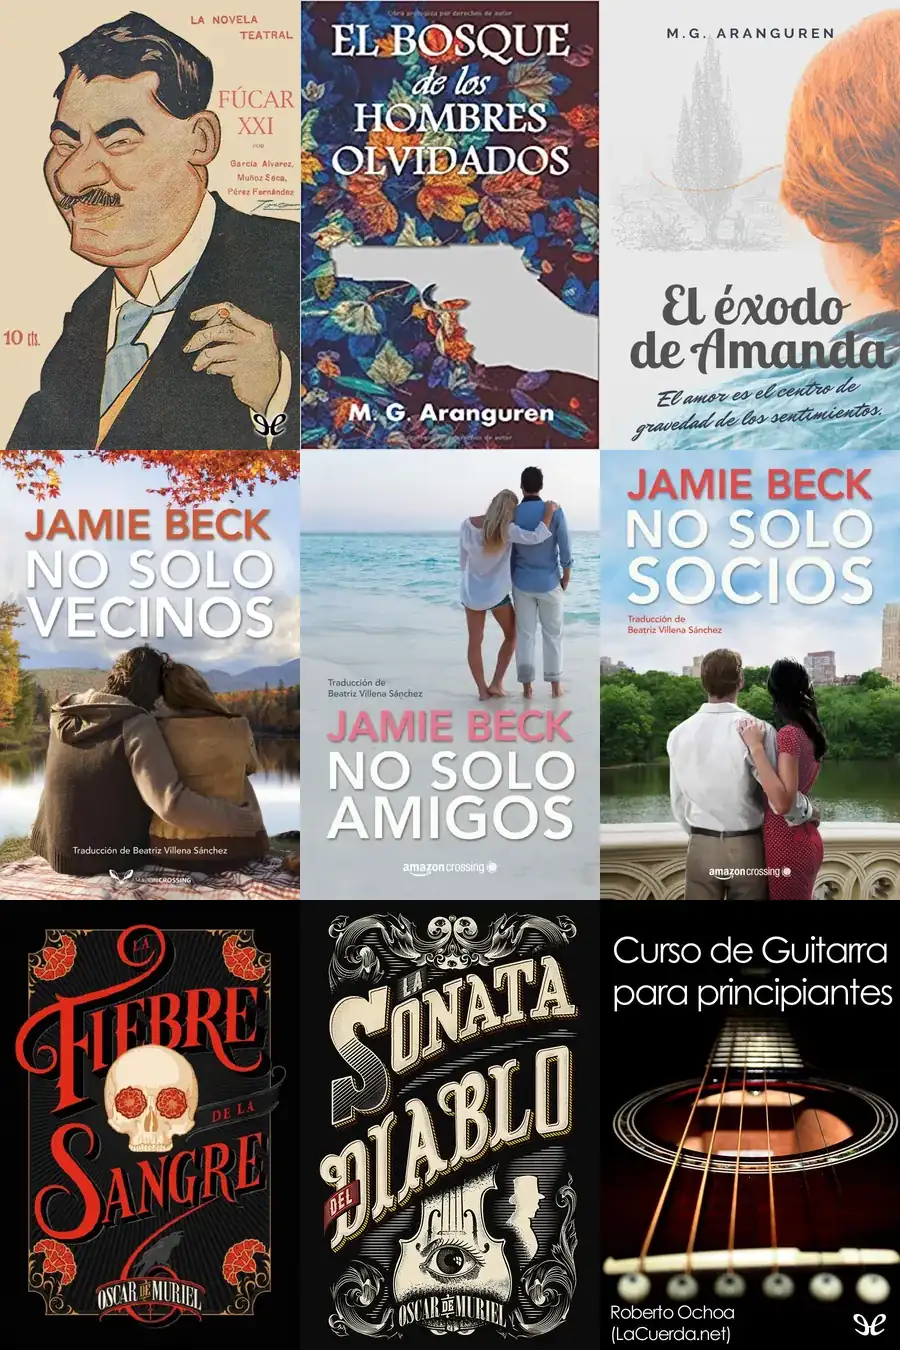 LA NOVELA
TEATRAL
FÚCAR
XXI
POR
García Alvarez,
Muñoz Seca,
Pérez Fernández
10 cts.
EL BOSQUE
de los
HOMBRES
OLVIDADOS
M. G. Aranguren
M.G. ARANGUREN
El éxodo
de Amanda
El amor es el centro de
gravedad de los sentimientos.
JAMIE BECK
NO SOLO
VECINOS
Traducción de Beatriz Villena Sánchez
AMAZONCROSSING
Traducción de
Beatriz Villena Sánchez
JAMIE BECK
NO SOLO
AMIGOS
amazoncrossing
JAMIE BECK
NO SOLO
SOCIOS
Traducción de
Beatriz Villena Sánchez
amazoncrossing
LA
FIEBRE
DE LA
SANGRE
OSCAR DE MURIEL
LA
SONATA
DEL
DIABLO
OSCAR DE MURIEL
Curso de Guitarra
para principiantes
Roberto Ochoa
(LaCuerda.net)